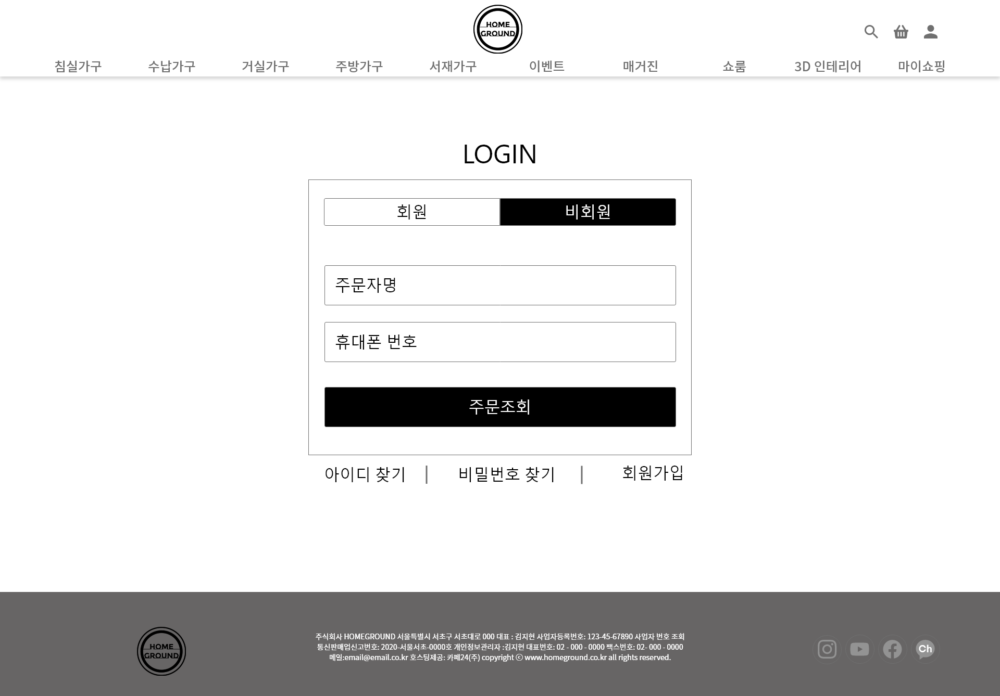 HOME
GROUND
침실가구 수납가구 거실가구 주방가구 서재가구 이벤트 매거진 쇼룸 3D 인테리어 마이쇼핑
LOGIN
회원 비회원
주문자명
휴대폰 번호
주문조회
아이디 찾기 | 비밀번호 찾기 | 회원가입
HOME
GROUND
주식회사 HOMEGROUND 서울특별시 서초구 서초대로 000 대표 : 김지현 사업자등록번호: 123-45-67890 사업자 번호 조회
통신판매업신고번호: 2020-서울서초-0000호 개인정보관리자 :김지현 대표번호: 02 - 000 - 0000 팩스번호: 02- 000 - 0000
메일:email@email.co.kr 호스팅제공: 카페24(주) copyright ⓒ www.homeground.co.kr all rights reserved.
Ch